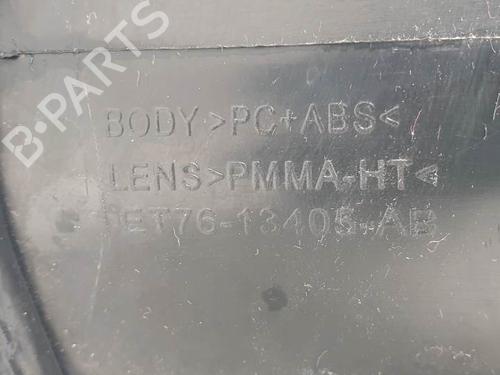 B-PARTS
BODY>PC+ABS<
LENS>PMMA-HT<
ET76-13405-AB